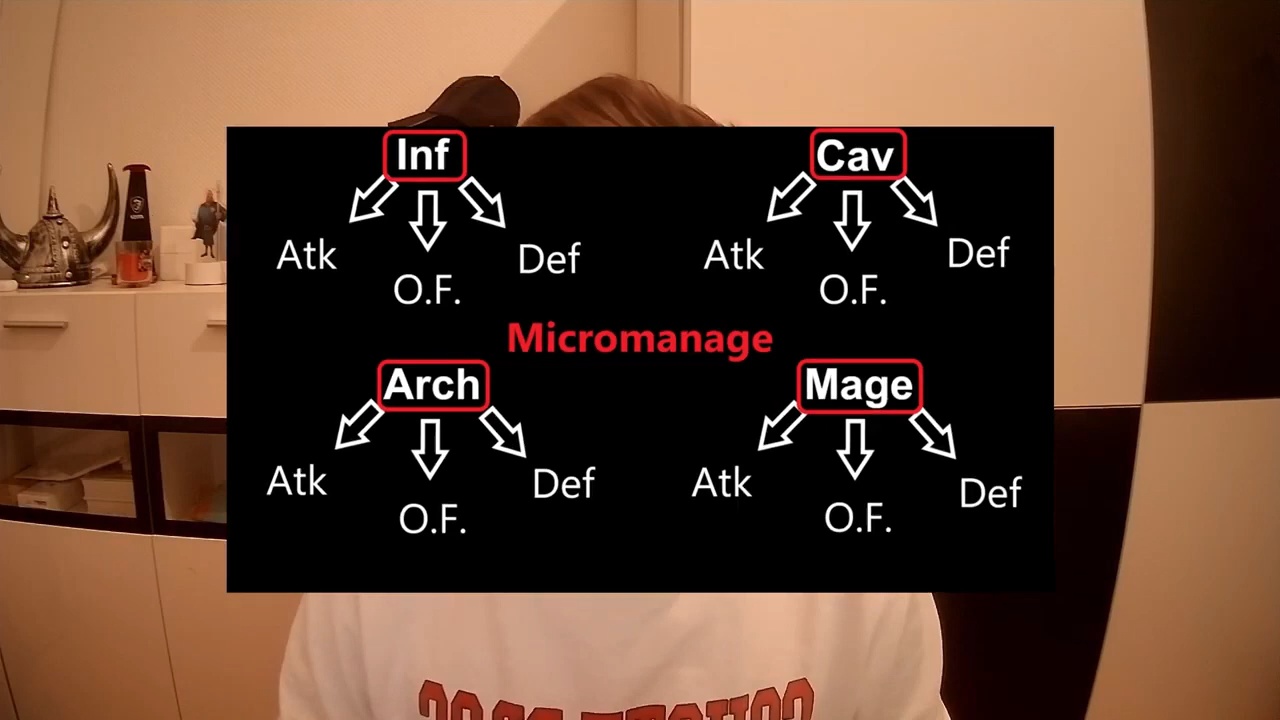 Inf
Cav
Atk
O.F.
Def
Atk
O.F.
Def
Micromanage
Arch
Mage
Atk
O.F.
Def
Atk
O.F.
Def